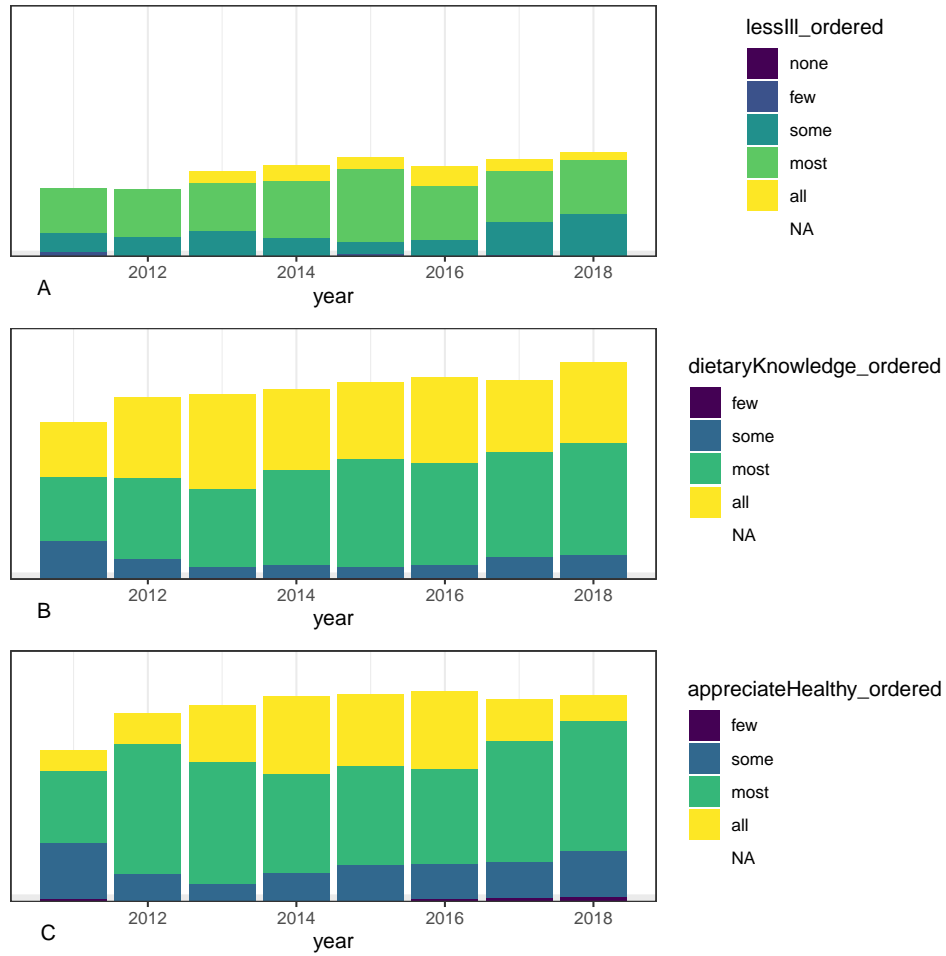 lessIll_ordered
none
few
some
most
all
NA
2012 2014 2016 2018
A
year
dietaryKnowledge_ordered
few
some
most
all
NA
2012 2014 2016 2018
B
year
appreciateHealthy_ordered
few
some
most
all
NA
2012 2014 2016 2018
C
year